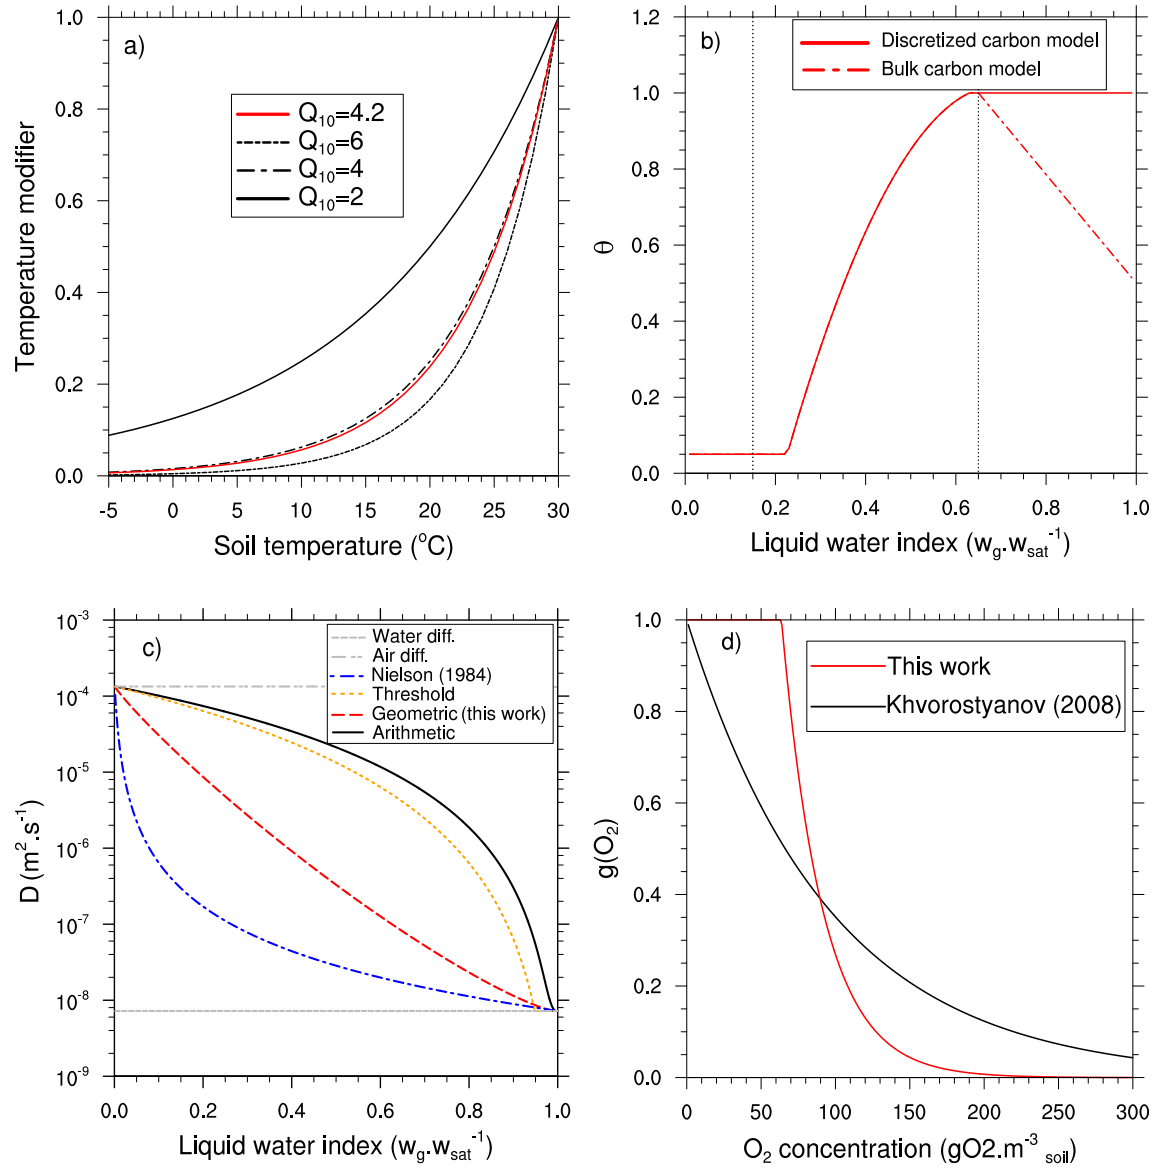 a)
Q10=4.2
Q10=6
Q10=4
Q10=2
Temperature modifier
1.0
0.8
0.6
0.4
0.2
0.0
-5 0 5 10 15 20 25 30
Soil temperature (oC)
b)
Discretized carbon model
Bulk carbon model
θ
1.2
1.0
0.8
0.6
0.4
0.2
0.0
0.0 0.2 0.4 0.6 0.8 1.0
Liquid water index (wg.wsat-1)
c)
Water diff.
Air diff.
Nielson (1984)
Threshold
Geometric (this work)
Arithmetic
D (m2.s-1)
10-3
10-4
10-5
10-6
10-7
10-8
10-9
0.0 0.2 0.4 0.6 0.8 1.0
Liquid water index (wg.wsat-1)
d)
This work
Khvorostyanov (2008)
g(O2)
1.0
0.8
0.6
0.4
0.2
0.0
0 50 100 150 200 250 300
O2 concentration (gO2.m-3 soil)